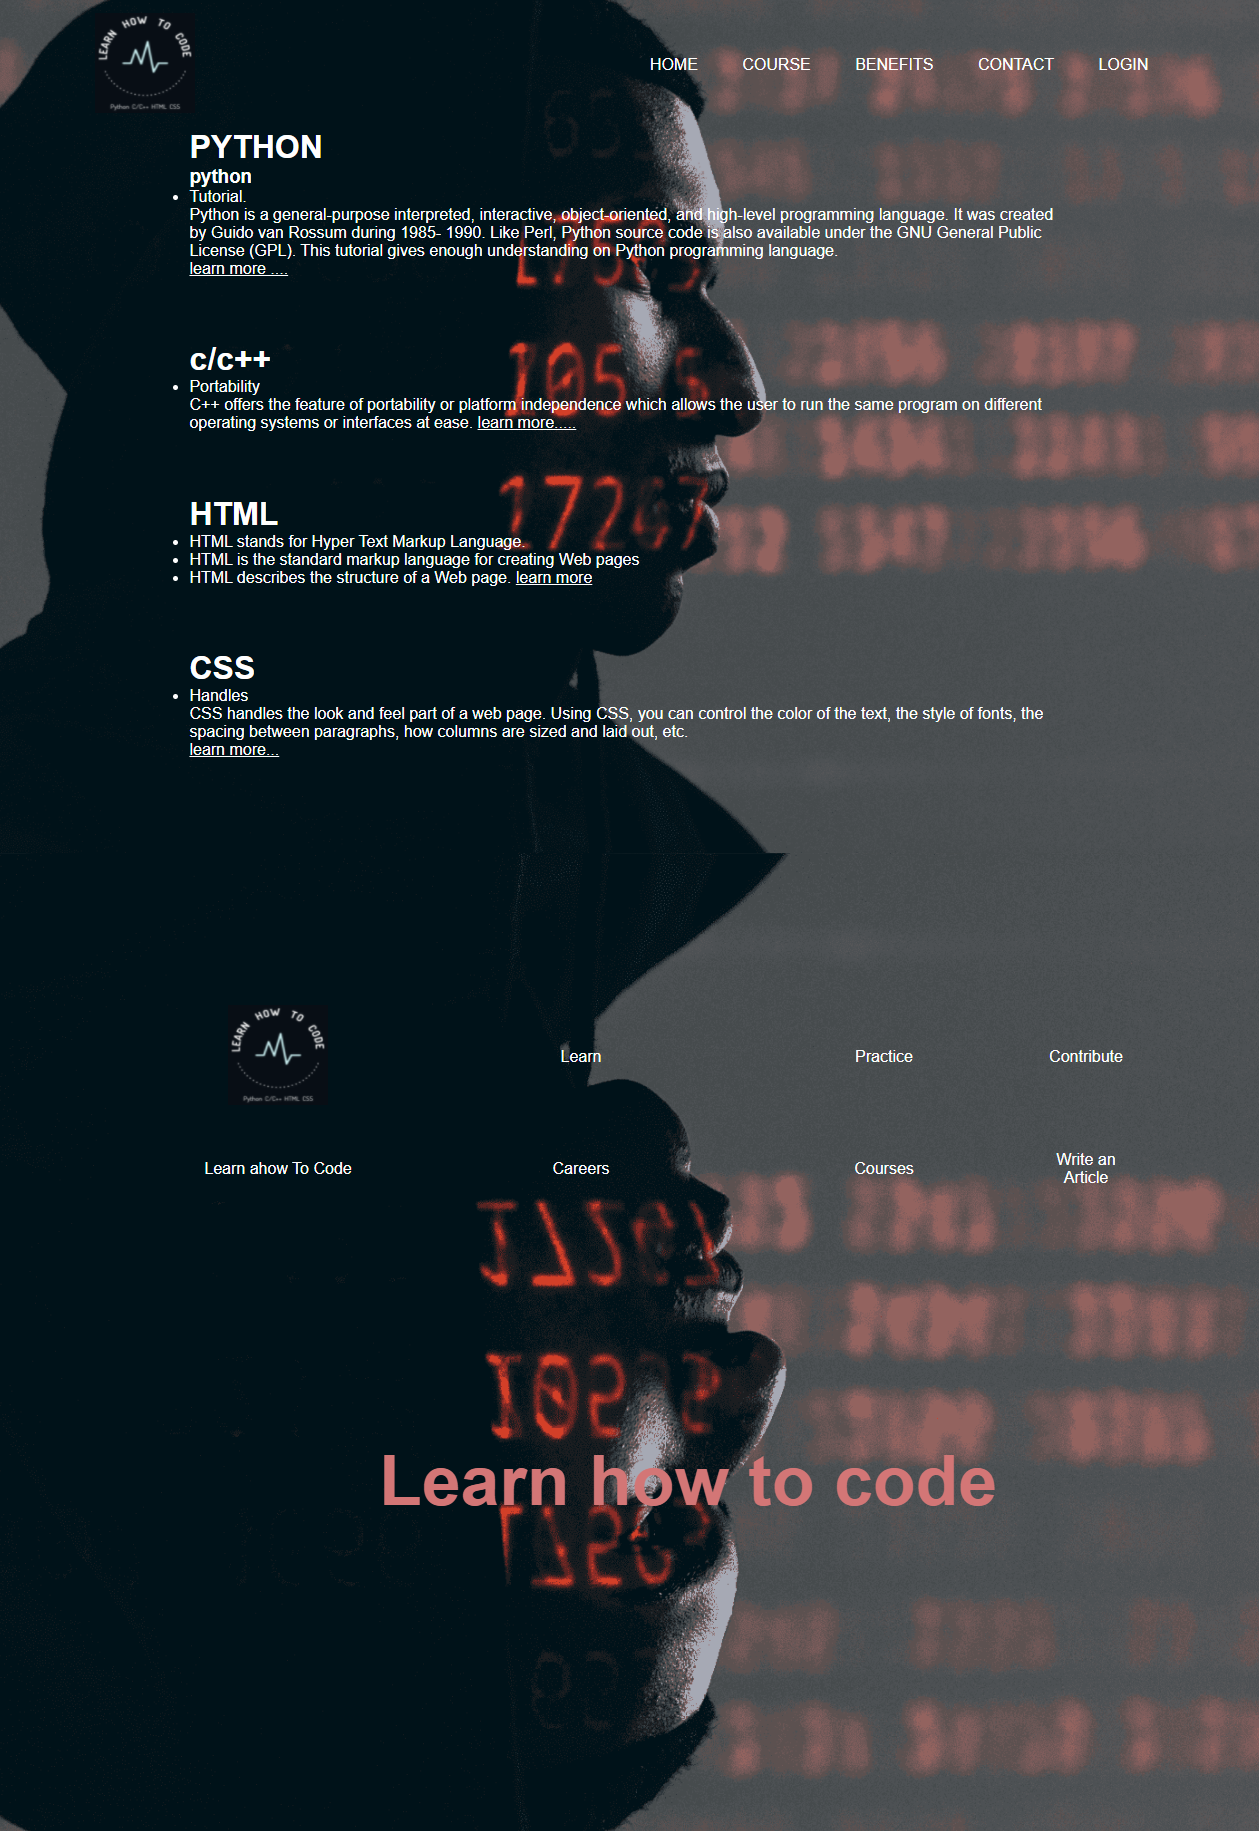 LEARN HOW TO CODE
Python C/C++ HTML CSS
HOME COURSE BENEFITS CONTACT LOGIN
PYTHON
python
Tutorial.
Python is a general-purpose interpreted, interactive, object-oriented, and high-level programming language. It was created
by Guido van Rossum during 1985- 1990. Like Perl, Python source code is also available under the GNU General Public
License (GPL). This tutorial gives enough understanding on Python programming language.
learn more ....
c/c++
Portability
C++ offers the feature of portability or platform independence which allows the user to run the same program on different
operating systems or interfaces at ease. learn more.....
HTML
HTML stands for Hyper Text Markup Language.
HTML is the standard markup language for creating Web pages
HTML describes the structure of a Web page. learn more
CSS
Handles
CSS handles the look and feel part of a web page. Using CSS, you can control the color of the text, the style of fonts, the
spacing between paragraphs, how columns are sized and laid out, etc.
learn more...
LEARN HOW TO CODE
Python C/C++ HTML CSS
Learn Practice Contribute
Learn ahow To Code Careers Courses Write an
Article
Learn how to code